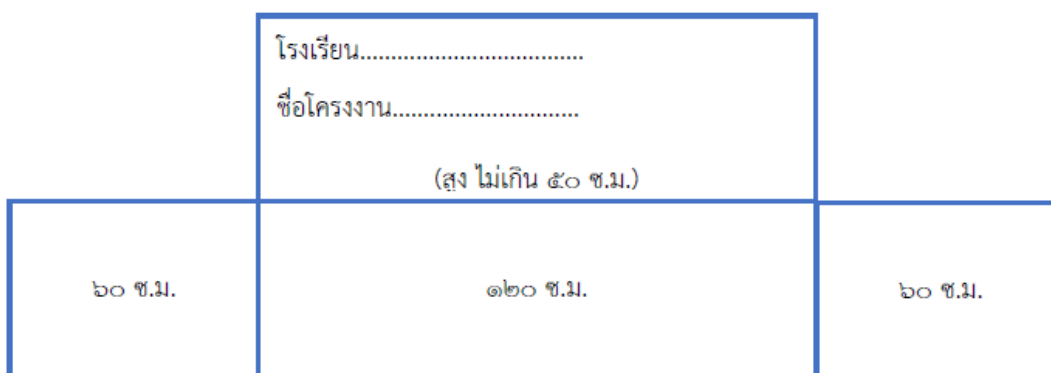 โรงเรียน....................................
ชื่อโครงงาน..............................
(สูง ไม่เกิน ๕๐ ซ.ม.)
๖๐ ซ.ม.
๑๒๐ ซ.ม.
๖๐ ซ.ม.